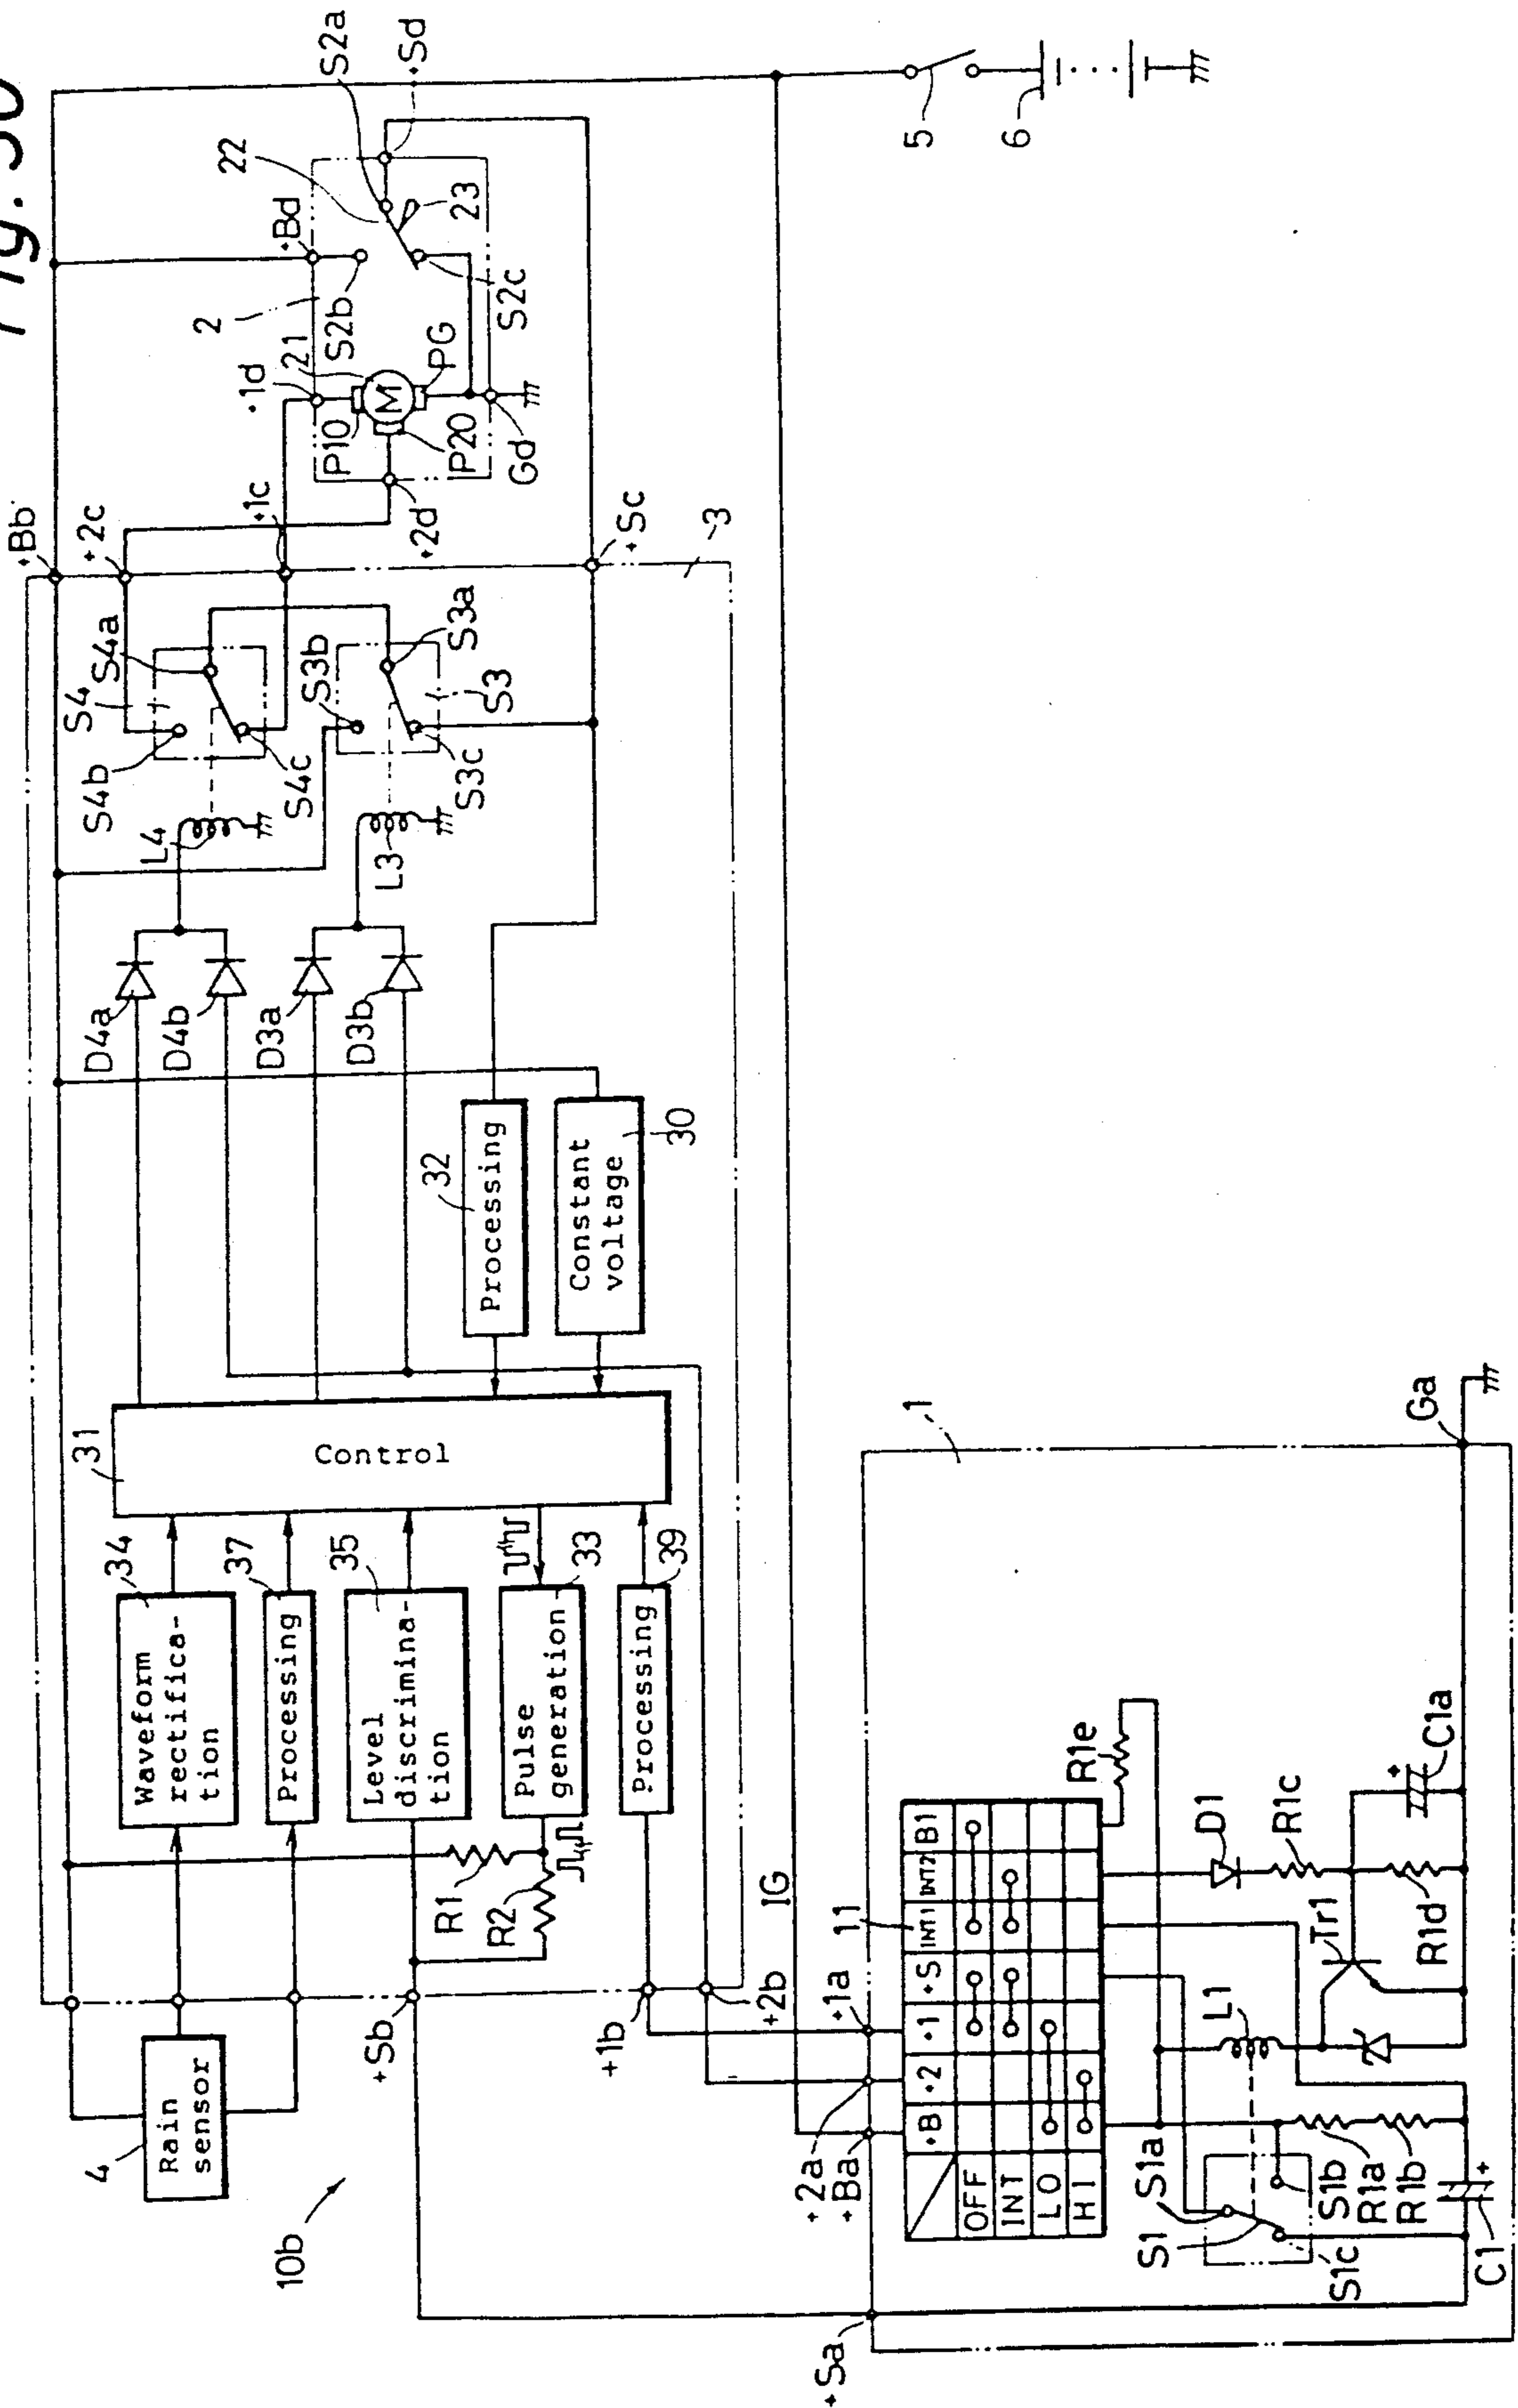 10b
4
Rain
sensor
34
Waveform
rectifica-
tion
37
Processing
35
Level
discrimina-
tion
33
Pulse
generation
39
Processing
R1
R2
31
Control
32
Processing
30
Constant
voltage
D4a
D4b
D3a
D3b
L4
L3
S4
S4a
S4b
S4c
S3b
S3a
S3
S3c
+Bb
+2c
+1c
+Sc
3
+Sb
+1b
+2b
+1d
+2d
2
21
22
23
+Bd
S2a
+Sd
S2b
S2c
P10
M
PG
P20
Gd
5
6
IG
+1a
+2a
+Ba
+Sa
11
1
Ga
+B +2 +1 +S INT1 INT2 B1
OFF
INT
LO
HI
R1e
D1
R1c
C1a
+
Tr1
R1d
L1
S1a
S1
S1b
S1c
R1a
R1b
C1
+